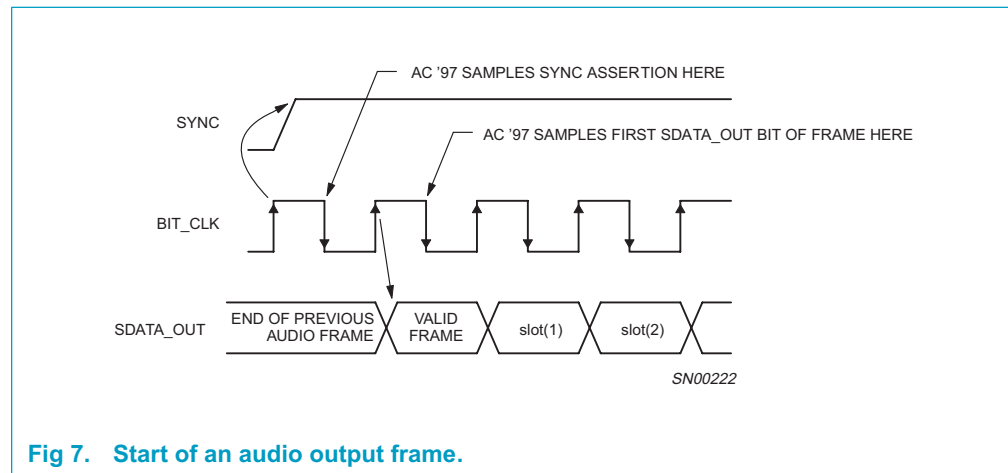 AC '97 SAMPLES SYNC ASSERTION HERE
SYNC
AC '97 SAMPLES FIRST SDATA_OUT BIT OF FRAME HERE
BIT_CLK
SDATA_OUT
END OF PREVIOUS
AUDIO FRAME
VALID
FRAME
slot(1)
slot(2)
SN00222
Fig 7. Start of an audio output frame.